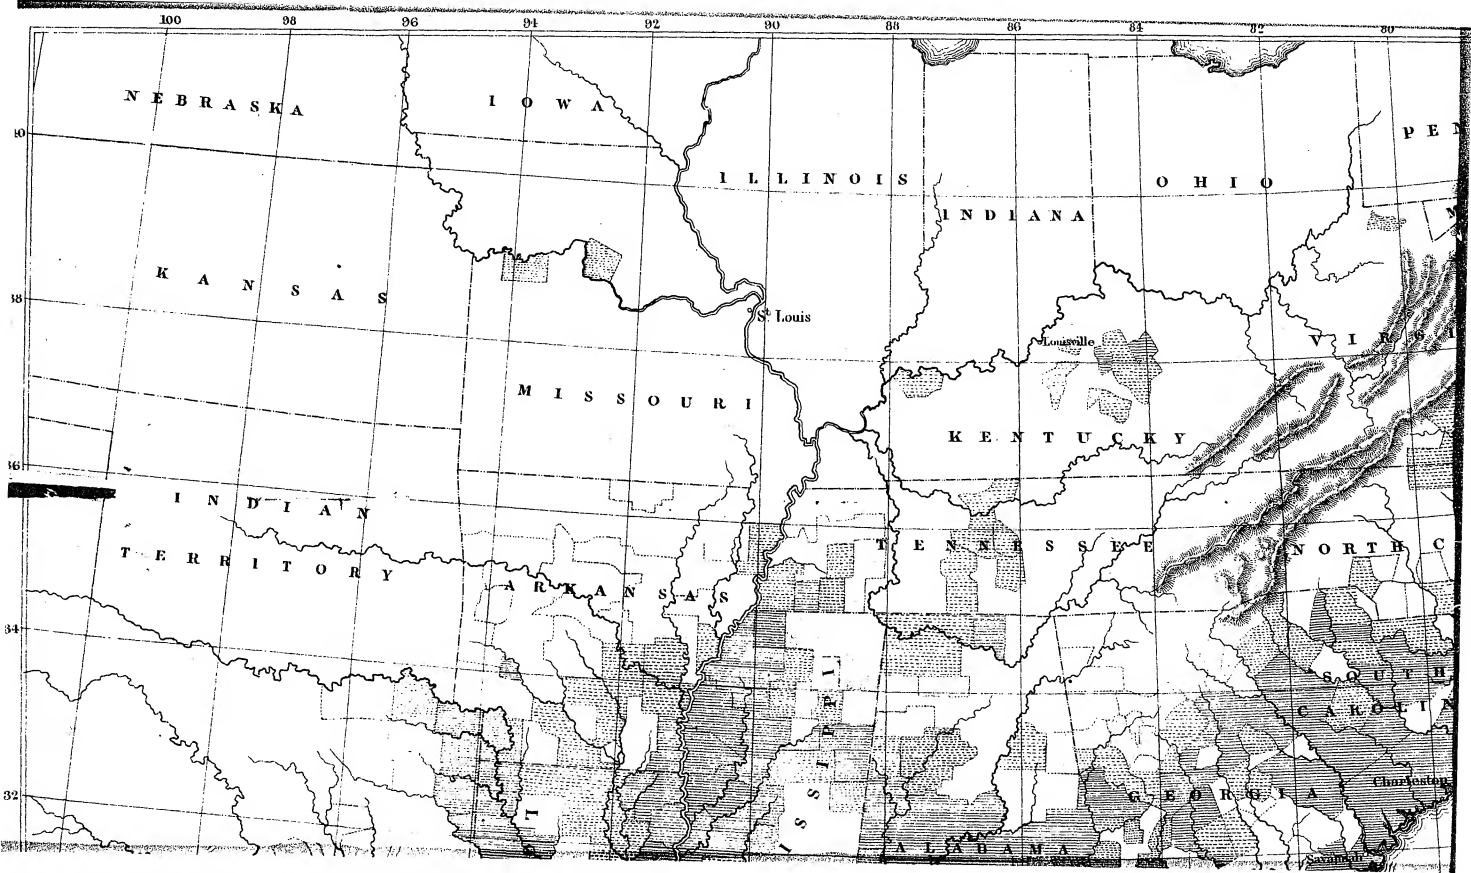 100 98 96 94 92 90 88 86 84 82 80
NEBRASKA
IOWA
PEN
ILLINOIS
OHIO
INDIANA
M
KANSAS
38
St. Louis
Louisville
VIRGI
MISSOURI
KENTUCKY
36
INDIAN
TERRITORY
TENNESSEE
NORTH C
ARKANSAS
34
SOUTH
CAROLIN
SSIPPI
Charleston
GEORGIA
32
ALABAMA
Savannah